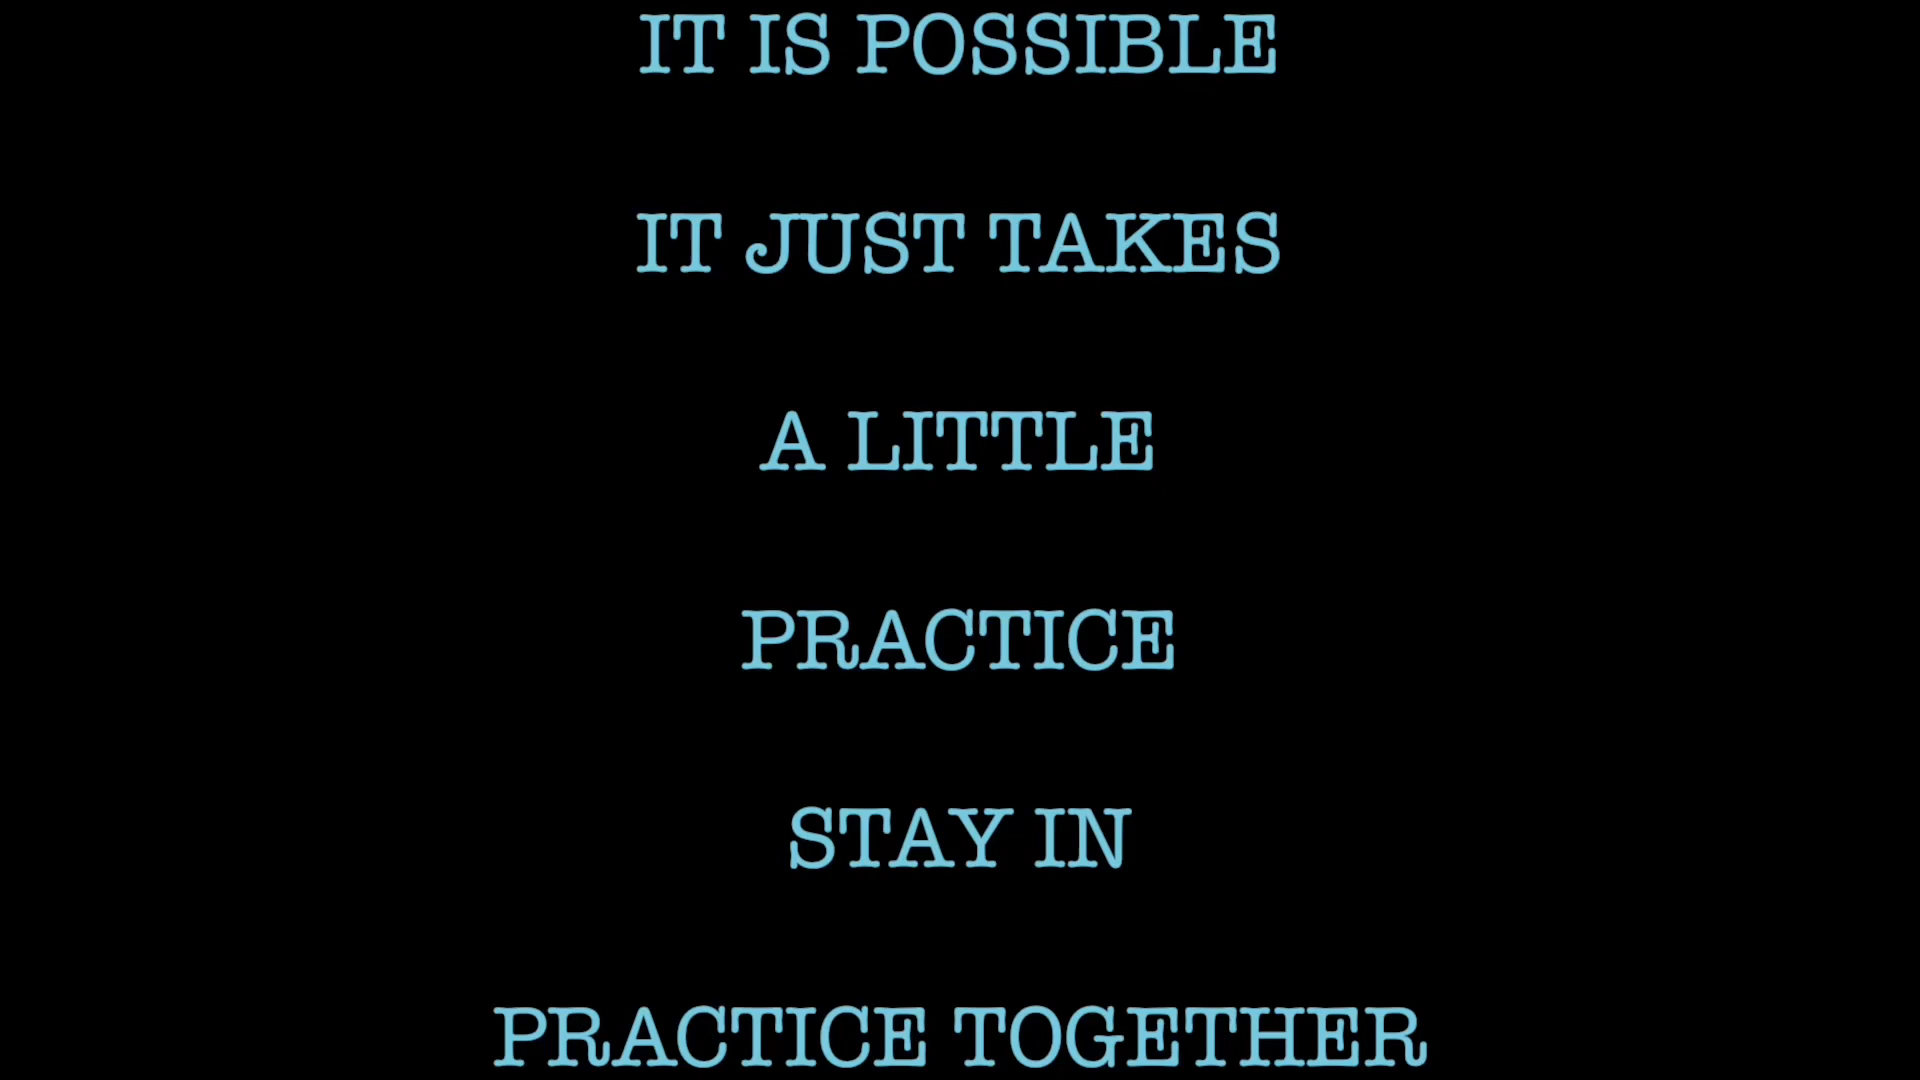 IT IS POSSIBLE
IT JUST TAKES
A LITTLE
PRACTICE
STAY IN
PRACTICE TOGETHER